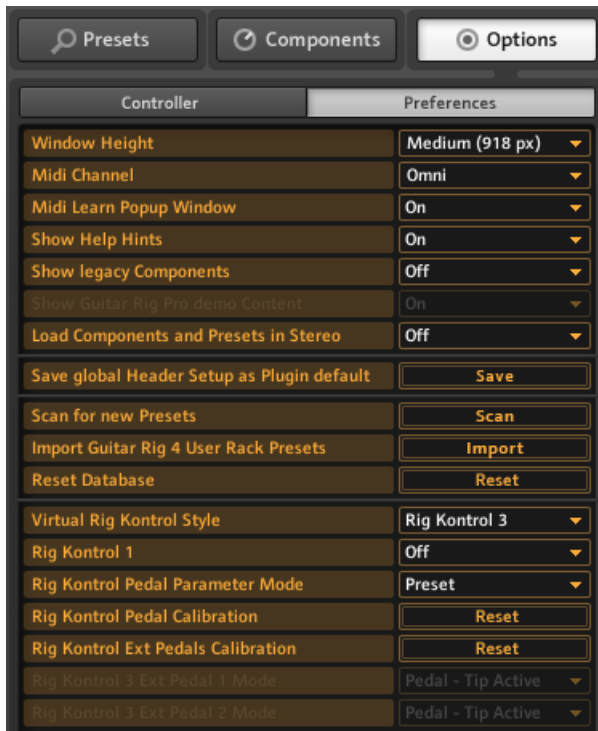 Presets Components Options
Controller Preferences
Window Height Medium (918 px)
Midi Channel Omni
Midi Learn Popup Window On
Show Help Hints On
Show legacy Components Off
Show Guitar Rig Pro demo Content On
Load Components and Presets in Stereo Off
Save global Header Setup as Plugin default Save
Scan for new Presets Scan
Import Guitar Rig 4 User Rack Presets Import
Reset Database Reset
Virtual Rig Kontrol Style Rig Kontrol 3
Rig Kontrol 1 Off
Rig Kontrol Pedal Parameter Mode Preset
Rig Kontrol Pedal Calibration Reset
Rig Kontrol Ext Pedals Calibration Reset
Rig Kontrol 3 Ext Pedal 1 Mode Pedal - Tip Active
Rig Kontrol 3 Ext Pedal 2 Mode Pedal - Tip Active